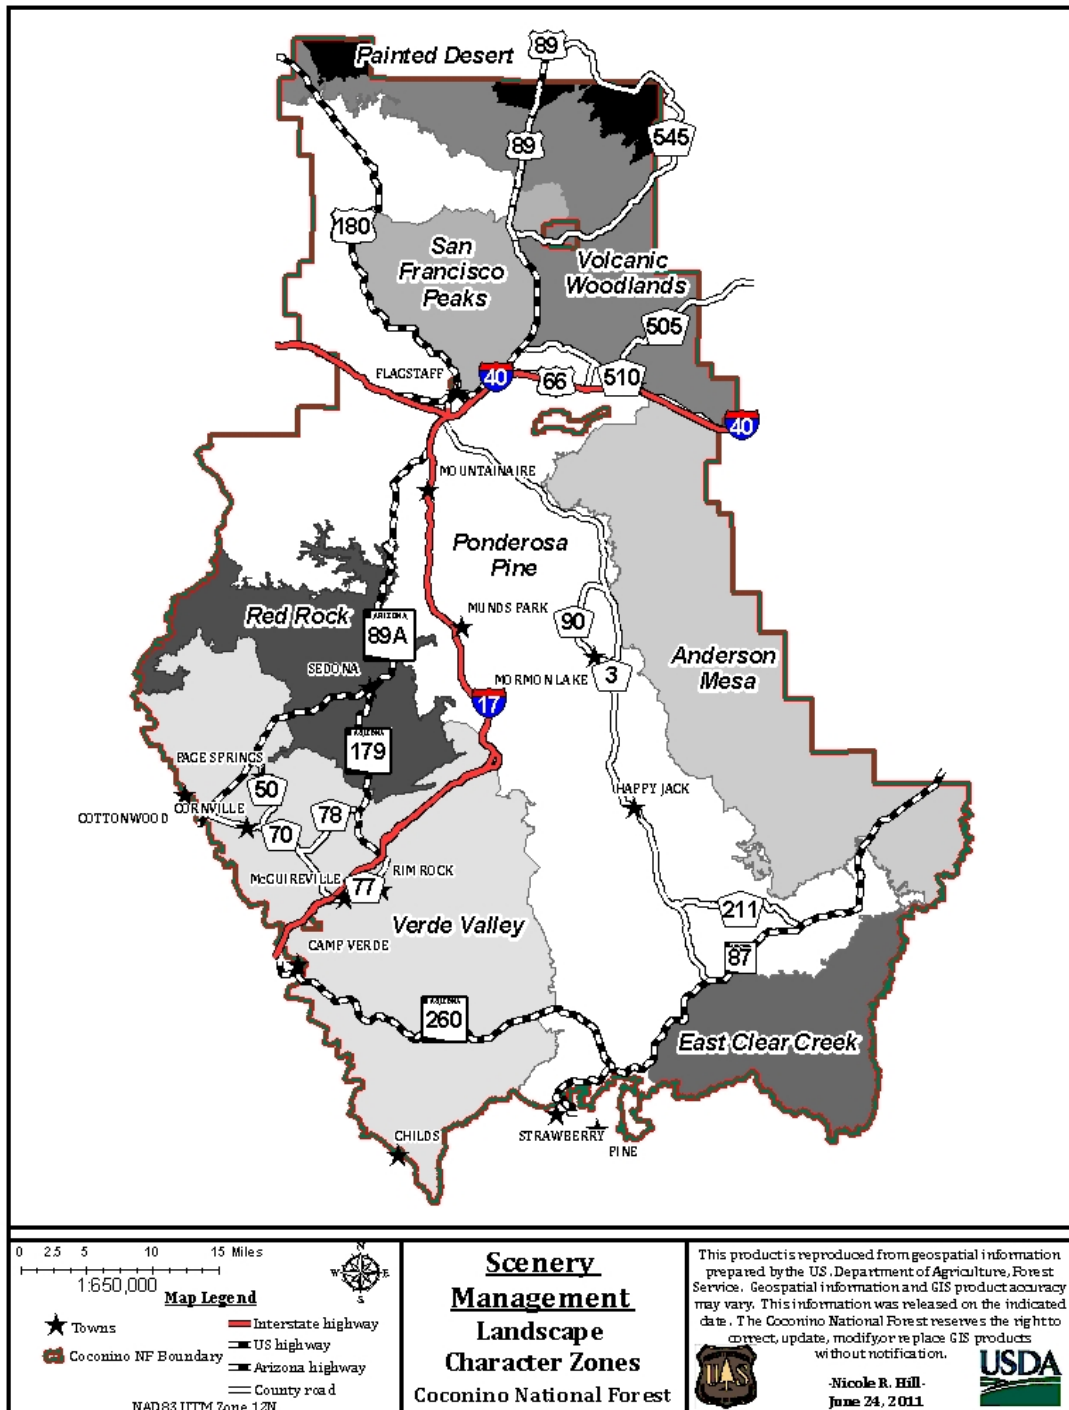 Painted Desert
89
89
545
180
San
Francisco
Peaks
Volcanic
Woodlands
505
FLAGSTAFF
40
66
510
40
MOUNTAINAIRE
Ponderosa
Pine
Red Rock
ARIZONA
89A
MUNDS PARK
90
SEDONA
MORMON LAKE
3
Anderson
Mesa
17
ARIZONA
179
PAGE SPRINGS
50
HAPPY JACK
CORNVILLE
COTTONWOOD
78
70
McGUIREVILLE
RIM ROCK
77
211
Verde Valley
CAMP VERDE
87
ARIZONA
260
East Clear Creek
CHILDS
STRAWBERRY
PINE
0 2.5 5 10 15 Miles
1:650,000
N
W E
S
Map Legend
Towns
Coconino NF Boundary
Interstate highway
US highway
Arizona highway
County road
NAD83 UTM Zone 12N
Scenery
Management
Landscape
Character Zones
Coconino National Forest
This product is reproduced from geospatial information
prepared by the U.S. Department of Agriculture, Forest
Service. Geospatial information and GIS product accuracy
may vary. This information was released on the indicated
date. The Coconino National Forest reserves the right to
correct, update, modify,or replace GIS products
without notification.
-Nicole R. Hill-
June 24, 2011
U S
USDA